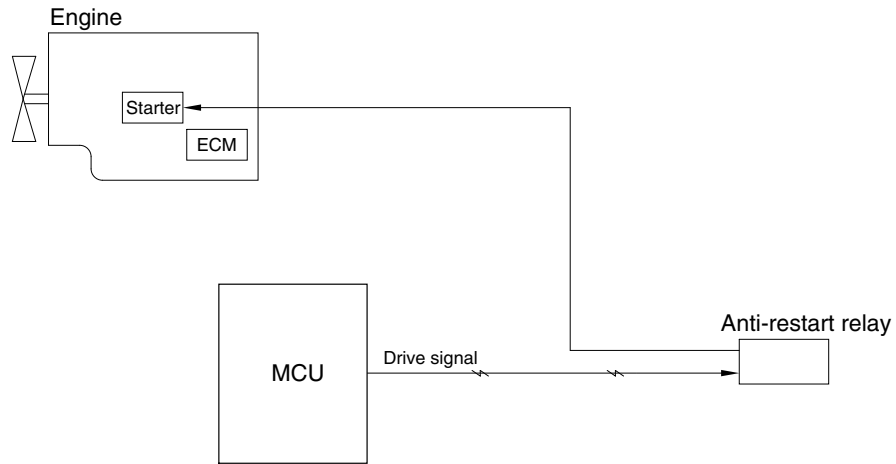 Engine
Starter
ECM
Anti-restart relay
Drive signal
MCU